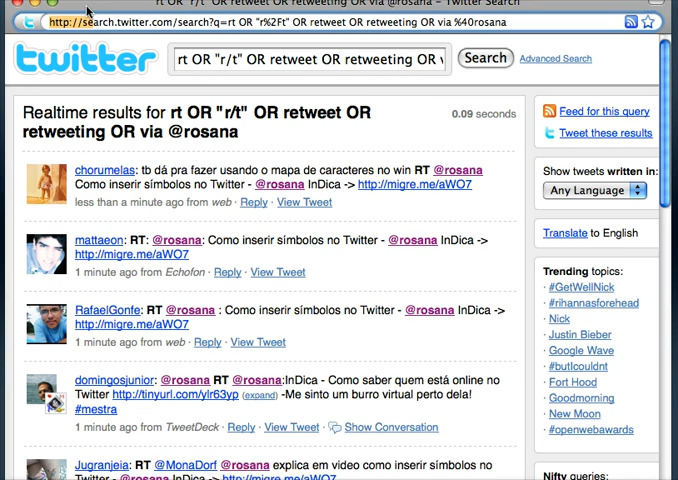 rt OR "r/t" OR retweet OR retweeting OR via @rosana - Twitter Search
http://search.twitter.com/search?q=rt OR "r%2Ft" OR retweet OR retweeting OR via %40rosana
twitter
rt OR "r/t" OR retweet OR retweeting OR v
Search
Advanced Search
Realtime results for rt OR "r/t" OR retweet OR
retweeting OR via @rosana
0.09 seconds
chorumelas: tb dá pra fazer usando o mapa de caracteres no win RT @rosana
Como inserir símbolos no Twitter - @rosana InDica -> http://migre.me/aWO7
less than a minute ago from web · Reply · View Tweet
mattaeon: RT: @rosana: Como inserir símbolos no Twitter - @rosana InDica ->
http://migre.me/aWO7
1 minute ago from Echofon · Reply · View Tweet
RafaelGonfe: RT @rosana : Como inserir símbolos no Twitter - @rosana InDica ->
http://migre.me/aWO7
1 minute ago from web · Reply · View Tweet
domingosjunior: @rosana RT @rosana:InDica - Como saber quem está online no
Twitter http://tinyurl.com/ylr63yp (expand) -Me sinto um burro virtual perto dela!
#mestra
1 minute ago from TweetDeck · Reply · View Tweet · Show Conversation
Jugranjeia: RT @MonaDorf @rosana explica em video como inserir símbolos no
Twitter - @rosana InDica -> http://migre.me/aWO7
Feed for this query
Tweet these results
Show tweets written in:
Any Language
Translate to English
Trending topics:
· #GetWellNick
· #rihannasforehead
· Nick
· Justin Bieber
· Google Wave
· #butIcouldnt
· Fort Hood
· Goodmorning
· New Moon
· #openwebawards
Nifty queries: